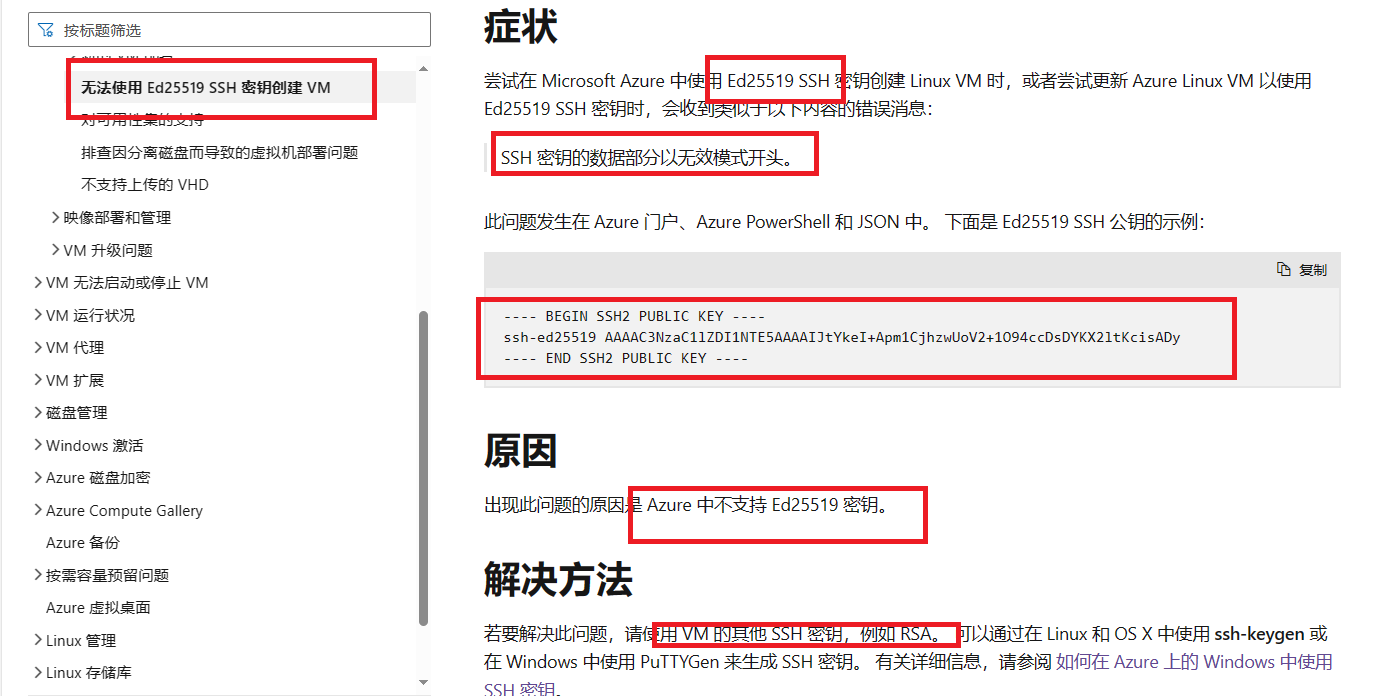 按标题筛选
无法使用 Ed25519 SSH 密钥创建 VM
对可用性集的支持
排查因分离磁盘而导致的虚拟机部署问题
不支持上传的 VHD
映像部署和管理
VM 升级问题
VM 无法启动或停止 VM
VM 运行状况
VM 代理
VM 扩展
磁盘管理
Windows 激活
Azure 磁盘加密
Azure Compute Gallery
Azure 备份
按需容量预留问题
Azure 虚拟桌面
Linux 管理
Linux 存储库
症状
尝试在 Microsoft Azure 中使用 Ed25519 SSH 密钥创建 Linux VM 时，或者尝试更新 Azure Linux VM 以使用
Ed25519 SSH 密钥时，会收到类似于以下内容的错误消息：
SSH 密钥的数据部分以无效模式开头。
此问题发生在 Azure 门户、Azure PowerShell 和 JSON 中。 下面是 Ed25519 SSH 公钥的示例：
复制
---- BEGIN SSH2 PUBLIC KEY ----
ssh-ed25519 AAAAC3NzaC1lZDI1NTE5AAAAIJtYkeI+Apm1CjhzwUoV2+1O94ccDsDYKX2ltKcisADy
---- END SSH2 PUBLIC KEY ----
原因
出现此问题的原因是 Azure 中不支持 Ed25519 密钥。
解决方法
若要解决此问题，请使用 VM 的其他 SSH 密钥，例如 RSA。 可以通过在 Linux 和 OS X 中使用 ssh-keygen 或
在 Windows 中使用 PuTTYGen 来生成 SSH 密钥。 有关详细信息，请参阅 如何在 Azure 上的 Windows 中使用
SSH 密钥。